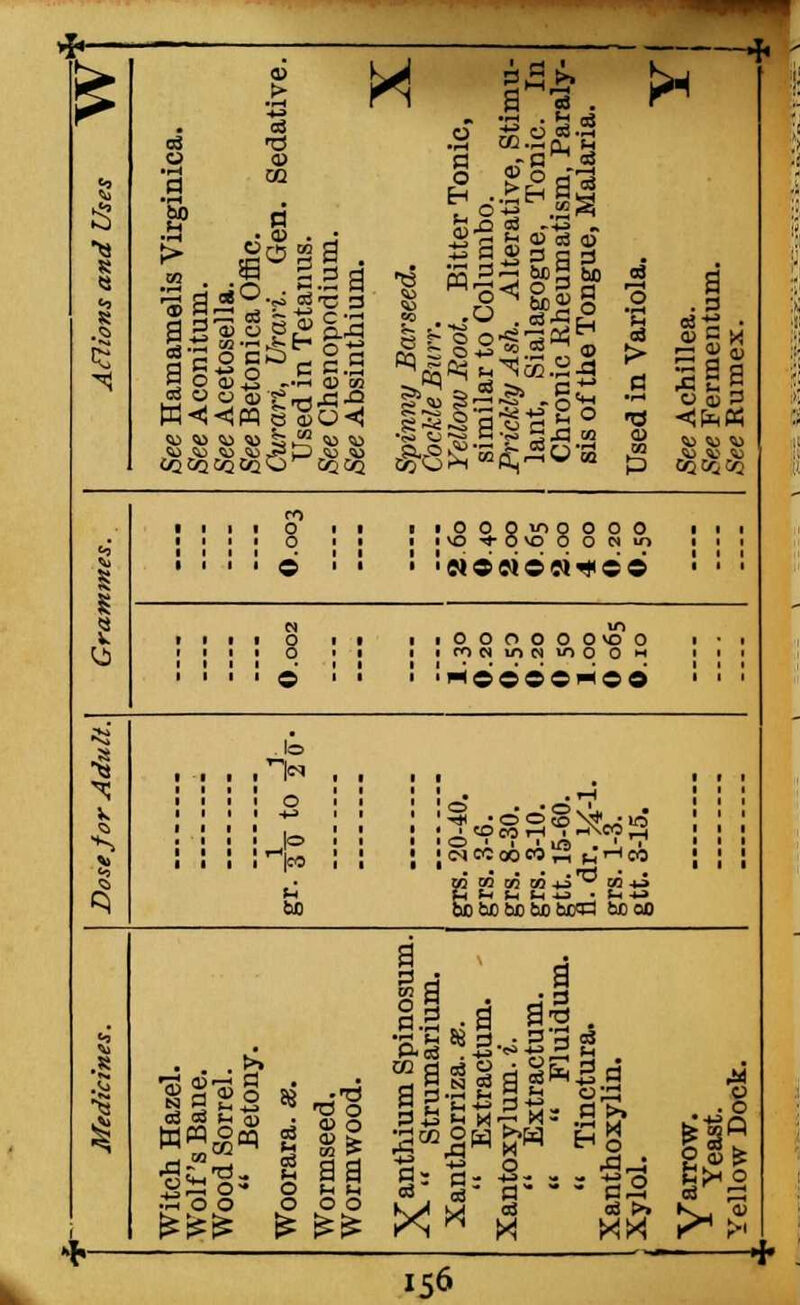 W
Medicines. Dose for Adult. Grammes. Actions and Uses
Witch Hazel. ...... ...... ...... See Hamamelis Virginica.
Wolf's Bane. ...... ...... ...... See Aconitum.
Wood Sorrel. ...... ...... ...... See Acetosella.
" Betony. ...... ...... ...... See Betonica Offic.
Woorara. æ. gr. 1/30 to 1/20. 0.002 0.003 Curari, Urari. Gen. Sedative.
Used in Tetanus.
Wormseed. ...... ...... ...... See Chenopodium.
Wormwood. ...... ...... ...... See Absinthium.
X
Xanthium Spinosum. ...... ...... ...... Spinny Barseed.
" Strumarium. ...... ...... ...... Cockle Burr.
Xanthorriza. æ. grs. 20-40. 1.30 2.60 Yellow Root. Bitter Tonic,
" Extractum. grs. 3-6. 0.20 0.40 similar to Columbo.
Xantoxylum. i. grs. 8-30. 0.50 2.00 Prickly Ash. Alterative, Stimu-
" Extractum. grs. 3-10. 0.20 0.65 lant, Sialagogue, Tonic. In
" " Fluidum. gtt. 15-60. 0.50 2.00 Chronic Rheumatism, Paraly-
" Tinctura. fl. dr. ¼-1. 1.00 4.00 sis of the Tongue, Malaria.
Xanthoxylin. grs. 1-3. 0.065 0.20
Xylol. gtt. 3-15. 0.10 0.50 Used in Variola.
Y
Yarrow. ...... ...... ...... See Achillea.
Yeast. ...... ...... ...... See Fermentum.
Yellow Dock. ...... ...... ...... See Rumex.
156